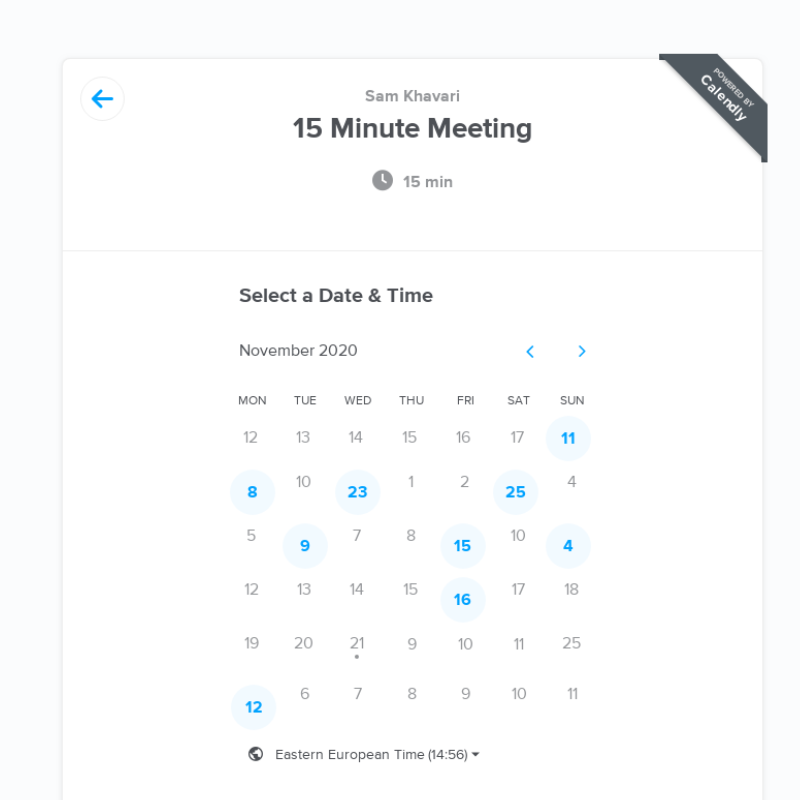 Sam Khavari
POWERED BY
Calendly
15 Minute Meeting
15 min
Select a Date & Time
November 2020
MON TUE WED THU FRI SAT SUN
12 13 14 15 16 17 11
8 10 23 1 2 25 4
5 9 7 8 15 10 4
12 13 14 15 16 17 18
19 20 21 9 10 11 25
12 6 7 8 9 10 11
Eastern European Time (14:56)